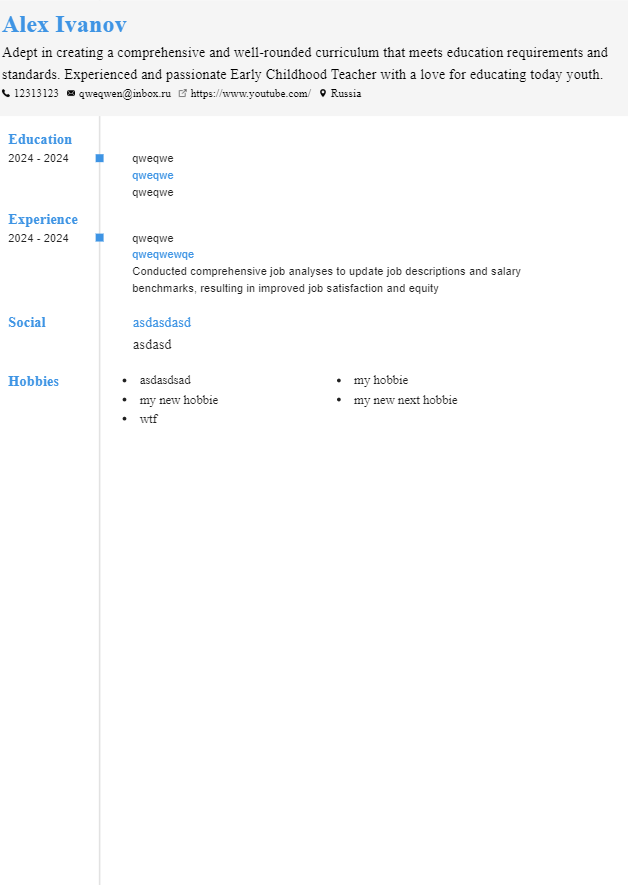 Alex Ivanov
Adept in creating a comprehensive and well-rounded curriculum that meets education requirements and
standards. Experienced and passionate Early Childhood Teacher with a love for educating today youth.
12313123 qweqwen@inbox.ru https://www.youtube.com/ Russia
Education
2024 - 2024 qweqwe
qweqwe
qweqwe
Experience
2024 - 2024 qweqwe
qweqwewqe
Conducted comprehensive job analyses to update job descriptions and salary
benchmarks, resulting in improved job satisfaction and equity
Social asdasdasd
asdasd
Hobbies • asdasdsad • my hobbie
• my new hobbie • my new next hobbie
• wtf